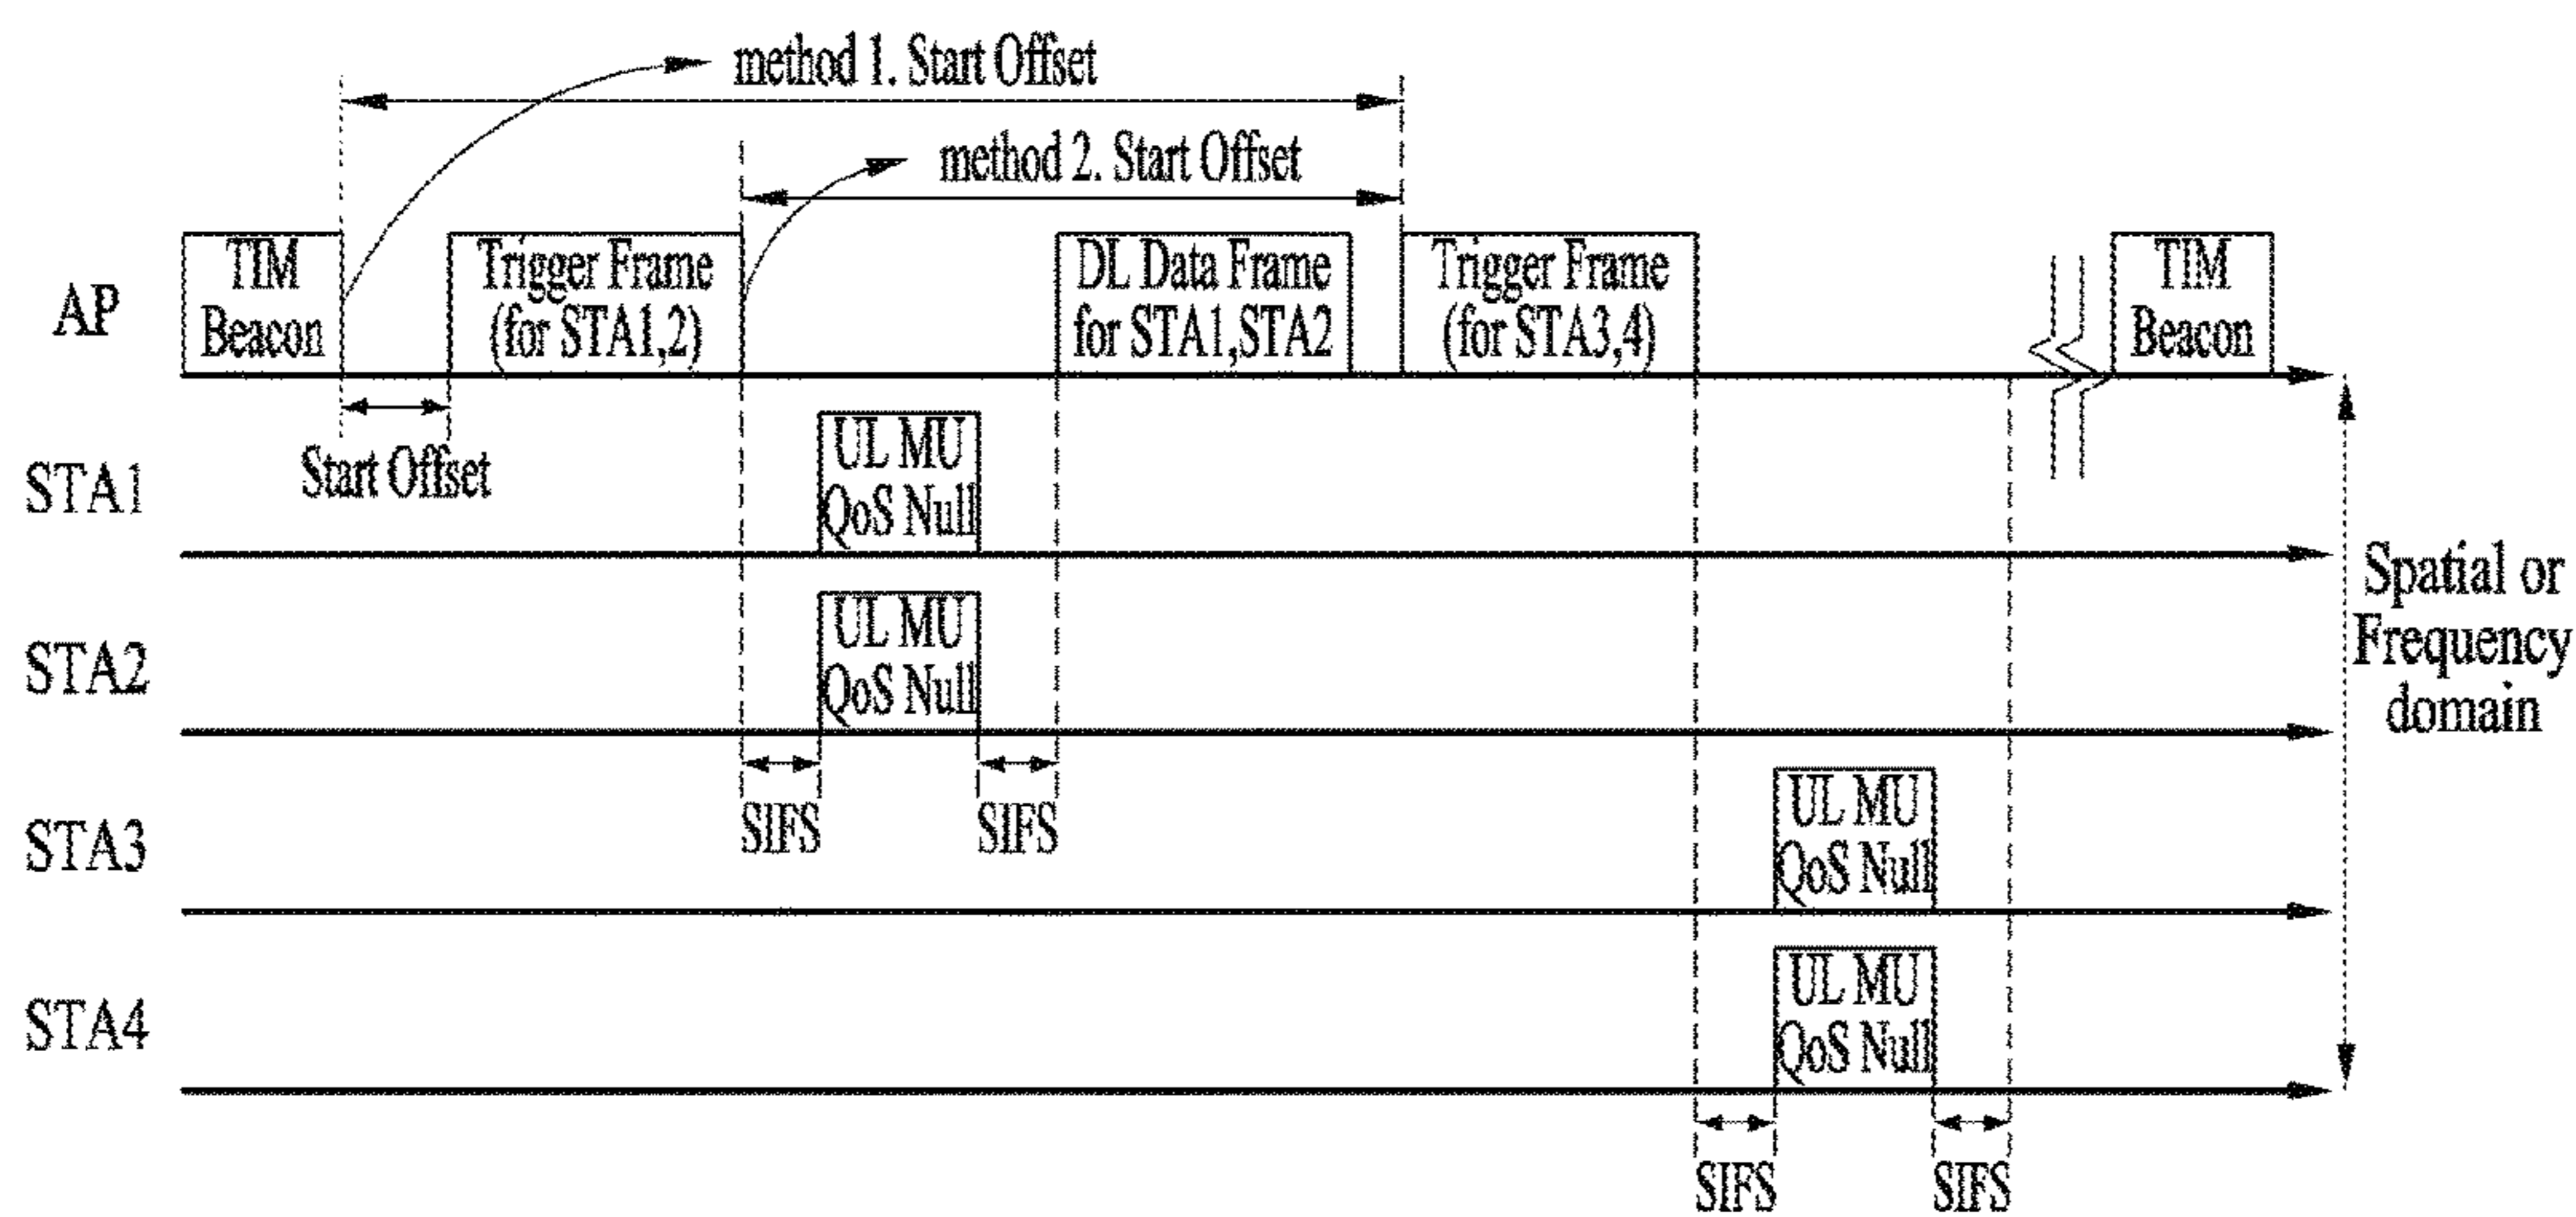 method 1. Start Offset
method 2. Start Offset
AP
TIM
Beacon
Trigger Frame
(for STA1,2)
DL Data Frame
for STA1,STA2
Trigger Frame
(for STA3,4)
TIM
Beacon
Start Offset
STA1
UL MU
QoS Null
STA2
UL MU
QoS Null
SIFS
SIFS
Spatial or
Frequency
domain
STA3
UL MU
QoS Null
STA4
UL MU
QoS Null
SIFS
SIFS